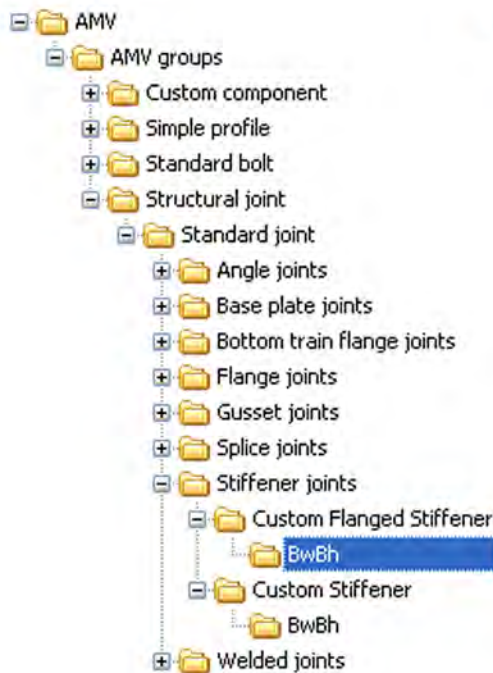 AMV
AMV groups
Custom component
Simple profile
Standard bolt
Structural joint
Standard joint
Angle joints
Base plate joints
Bottom train flange joints
Flange joints
Gusset joints
Splice joints
Stiffener joints
Custom Flanged Stiffener
BwBh
Custom Stiffener
BwBh
Welded joints